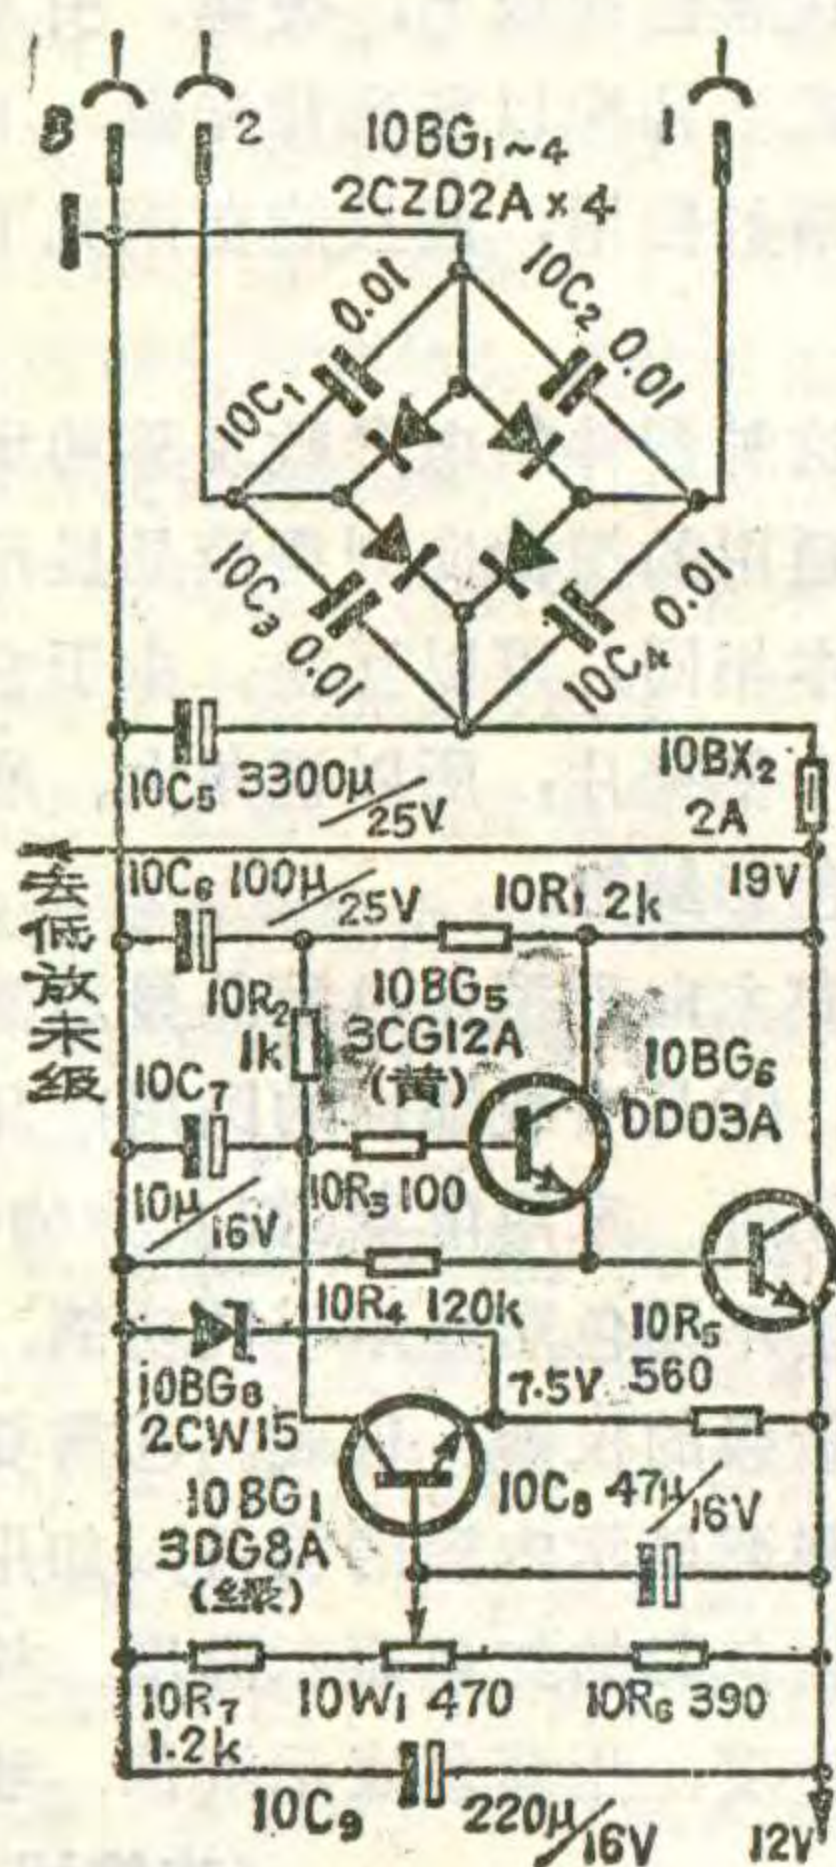 3
2
1
10BG₁~₄
2CZD2A×4
10C₁ 0.01
10C₂ 0.01
10C₃ 0.01
10C₄ 0.01
10C₅ 3300μ/25V
10BX₂
2A
19V
去低放末级
10C₆ 100μ/25V
10R₁ 2k
10R₂
1k
10BG₅
3CG12A
(黄)
10BG₆
DD03A
10C₇
10μ/16V
10R₃ 100
10R₄ 120k
10R₅
560
10BG₈
2CW15
7.5V
10BG₁
3DG8A
(绿)
10C₈ 47μ/16V
10R₇
1.2k
10W₁ 470
10R₆ 390
10C₉ 220μ/16V
12V